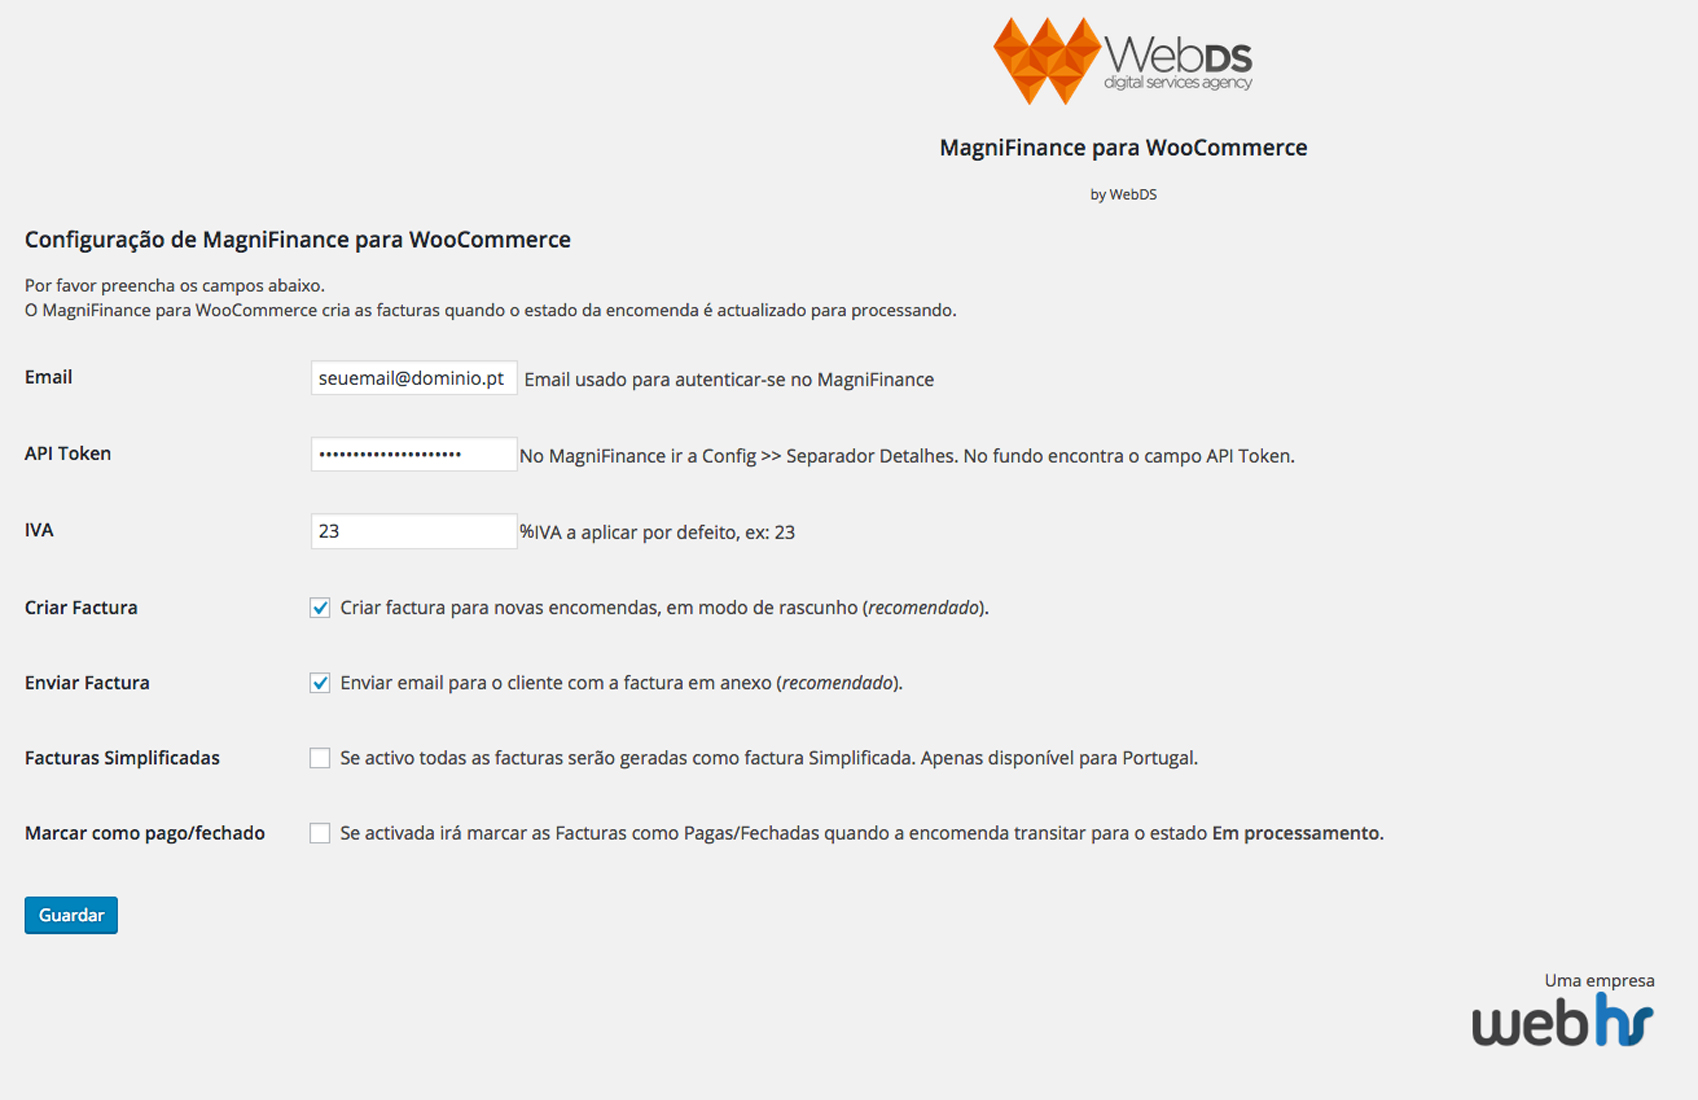 WebDS
digital services agency
MagniFinance para WooCommerce
by WebDS
Configuração de MagniFinance para WooCommerce
Por favor preencha os campos abaixo.
O MagniFinance para WooCommerce cria as facturas quando o estado da encomenda é actualizado para processando.
Email seuemail@dominio.pt Email usado para autenticar-se no MagniFinance
API Token ••••••••••••••••••••• No MagniFinance ir a Config >> Separador Detalhes. No fundo encontra o campo API Token.
IVA 23 %IVA a aplicar por defeito, ex: 23
Criar Factura Criar factura para novas encomendas, em modo de rascunho (recomendado).
Enviar Factura Enviar email para o cliente com a factura em anexo (recomendado).
Facturas Simplificadas Se activo todas as facturas serão geradas como factura Simplificada. Apenas disponível para Portugal.
Marcar como pago/fechado Se activada irá marcar as Facturas como Pagas/Fechadas quando a encomenda transitar para o estado Em processamento.
Guardar
Uma empresa
webhs